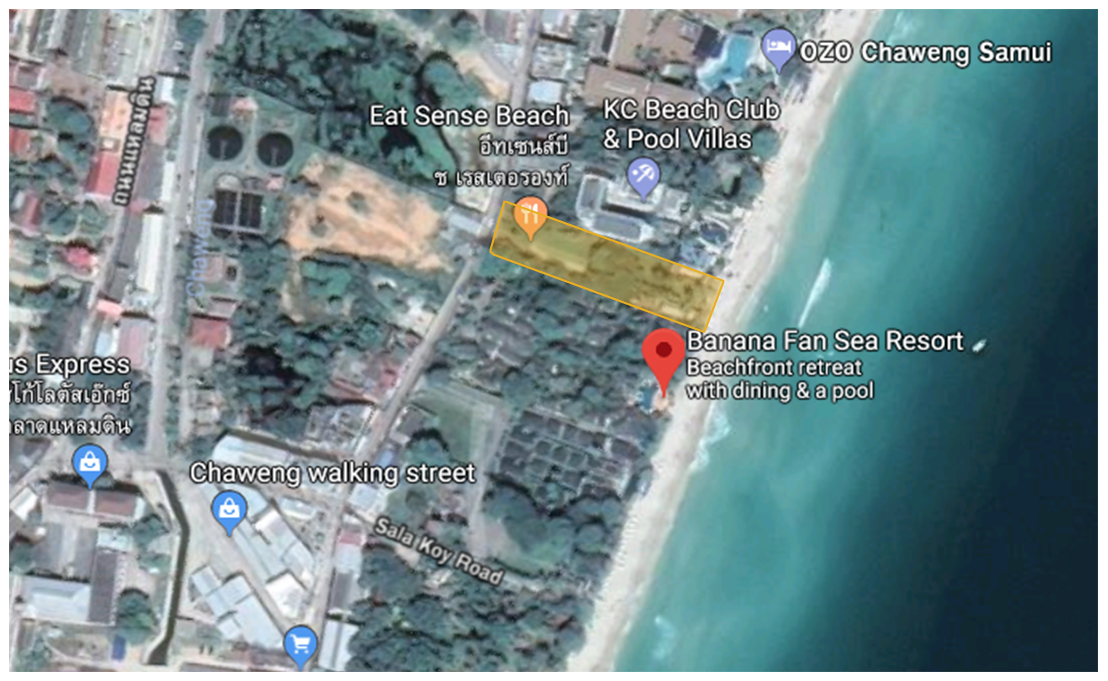 OZO Chaweng Samui
Eat Sense Beach
อีทเซนส์บี
ช เรสเตอรองท์
KC Beach Club
& Pool Villas
ถนนแหลมดิน
Chaweng
Banana Fan Sea Resort
Beachfront retreat
with dining & a pool
us Express
โก้โลตัสเอ๊กซ์
ลาดแหลมดิน
Chaweng walking street
Sala Koy Road